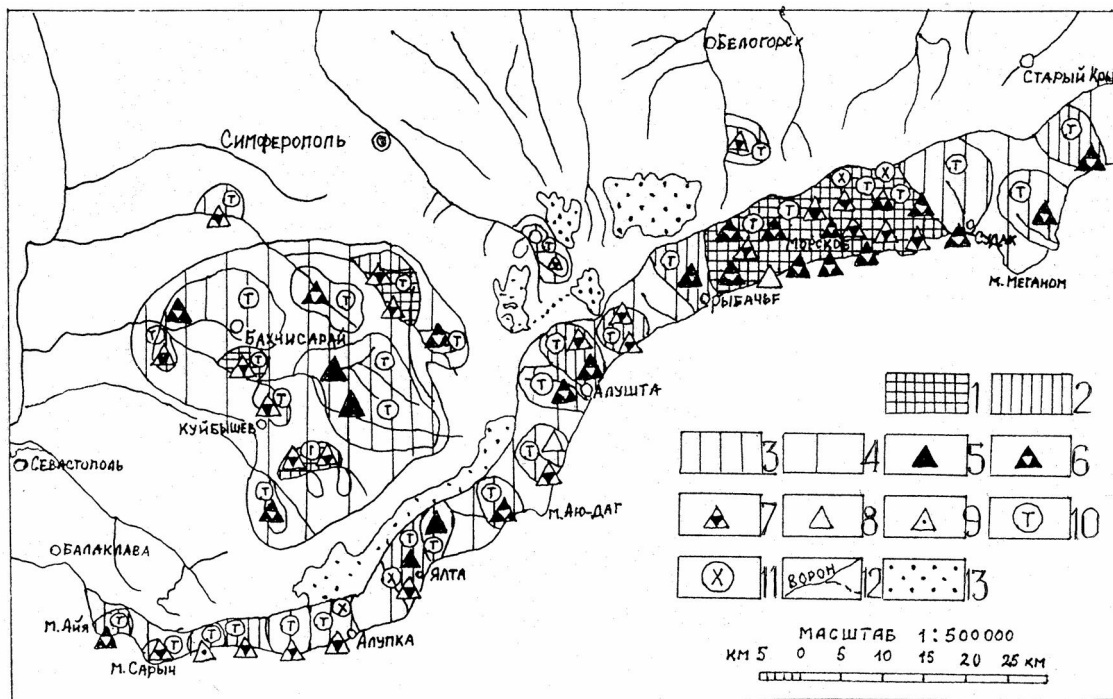 БЕЛОГОРСК
СТАРЫЙ КРЫ
СИМФЕРОПОЛЬ
Т
Х
МОРСКОЕ
СУДАК
М. МЕГАНОМ
РЫБАЧЬЕ
БАХЧИСАРАЙ
АЛУШТА
КУЙБЫШЕВ
СЕВАСТОПОЛЬ
М. АЮ-ДАГ
БАЛАКЛАВА
ЯЛТА
М. АЙЯ
АЛУПКА
М. САРЫЧ
1 2
3 4 5 6
7 8 9 Т 10
Х 11 ВОРОН 12 13
МАСШТАБ 1:500000
КМ 5 0 5 10 15 20 25 КМ